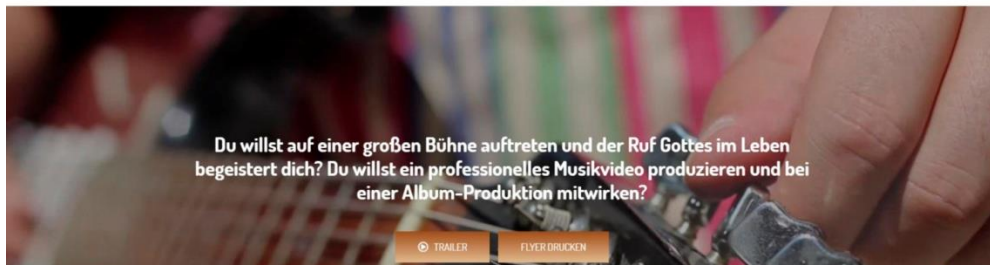 Du willst auf einer großen Bühne auftreten und der Ruf Gottes im Leben
begeistert dich? Du willst ein professionelles Musikvideo produzieren und bei
einer Album-Produktion mitwirken?
TRAILER FLYER DRUCKEN